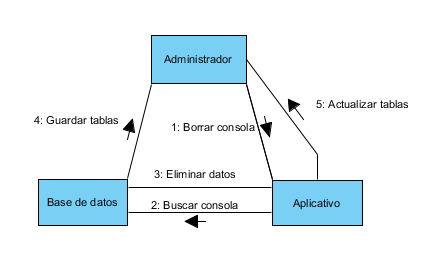 Administrador
4: Guardar tablas
5: Actualizar tablas
1: Borrar consola
3: Eliminar datos
Base de datos
2: Buscar consola
Aplicativo